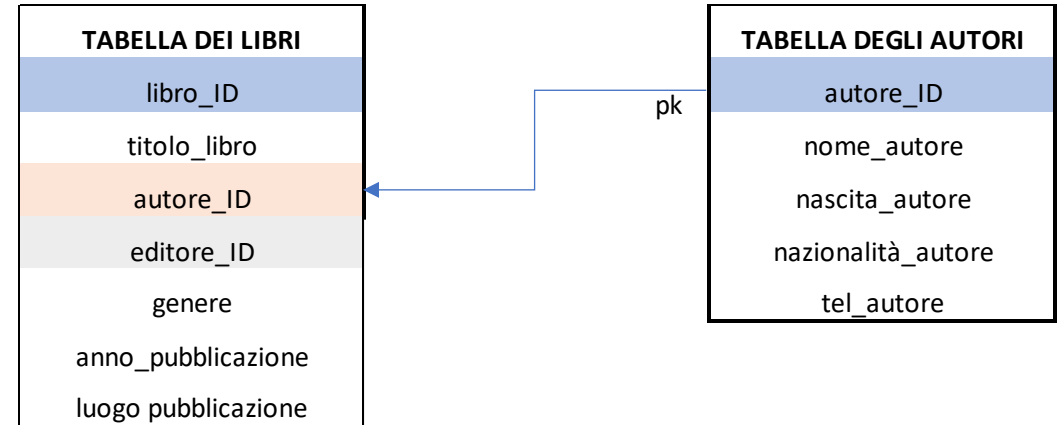 TABELLA DEI LIBRI
libro_ID
titolo_libro
autore_ID
editore_ID
genere
anno_pubblicazione
luogo pubblicazione
pk
TABELLA DEGLI AUTORI
autore_ID
nome_autore
nascita_autore
nazionalità_autore
tel_autore